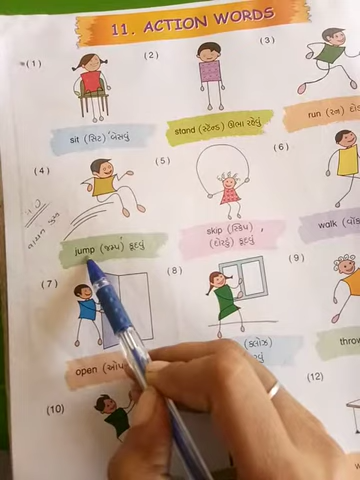 11. ACTION WORDS
(1)
(2)
(3)
sit (સિટ) બેસવું
stand (સ્ટેન્ડ) ઊભા રહેવું
run (રન)
(4)
(5)
(6)
jump (જમ્પ) કૂદવું
skip (સ્કિપ),
(દોરડું) કૂદવું
walk
(7)
(8)
(9)
open
(ક્લોઝ)
throw
(10)
(12)